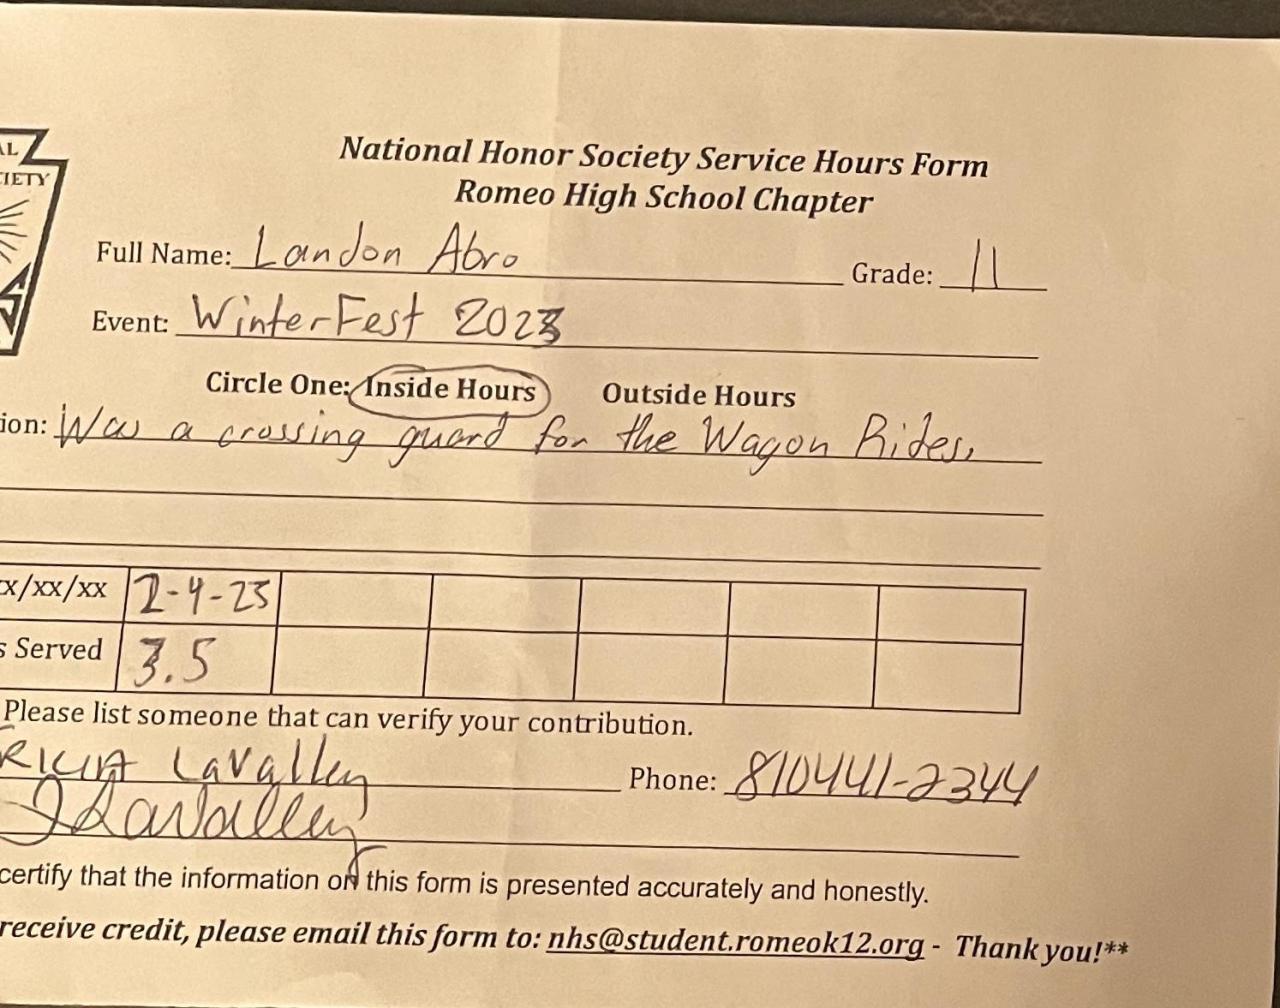 AL
CIETY
National Honor Society Service Hours Form
Romeo High School Chapter
Full Name: Landon Abro Grade: 11
Event: WinterFest 2023
Circle One: Inside Hours Outside Hours
ion: Was a crossing guard for the Wagon Rides.
x/xx/xx 2-4-23
s Served 3.5
Please list someone that can verify your contribution.
RICIA LaValley Phone: 810441-2344
LaValley
certify that the information on this form is presented accurately and honestly.
receive credit, please email this form to: nhs@student.romeok12.org - Thank you!**